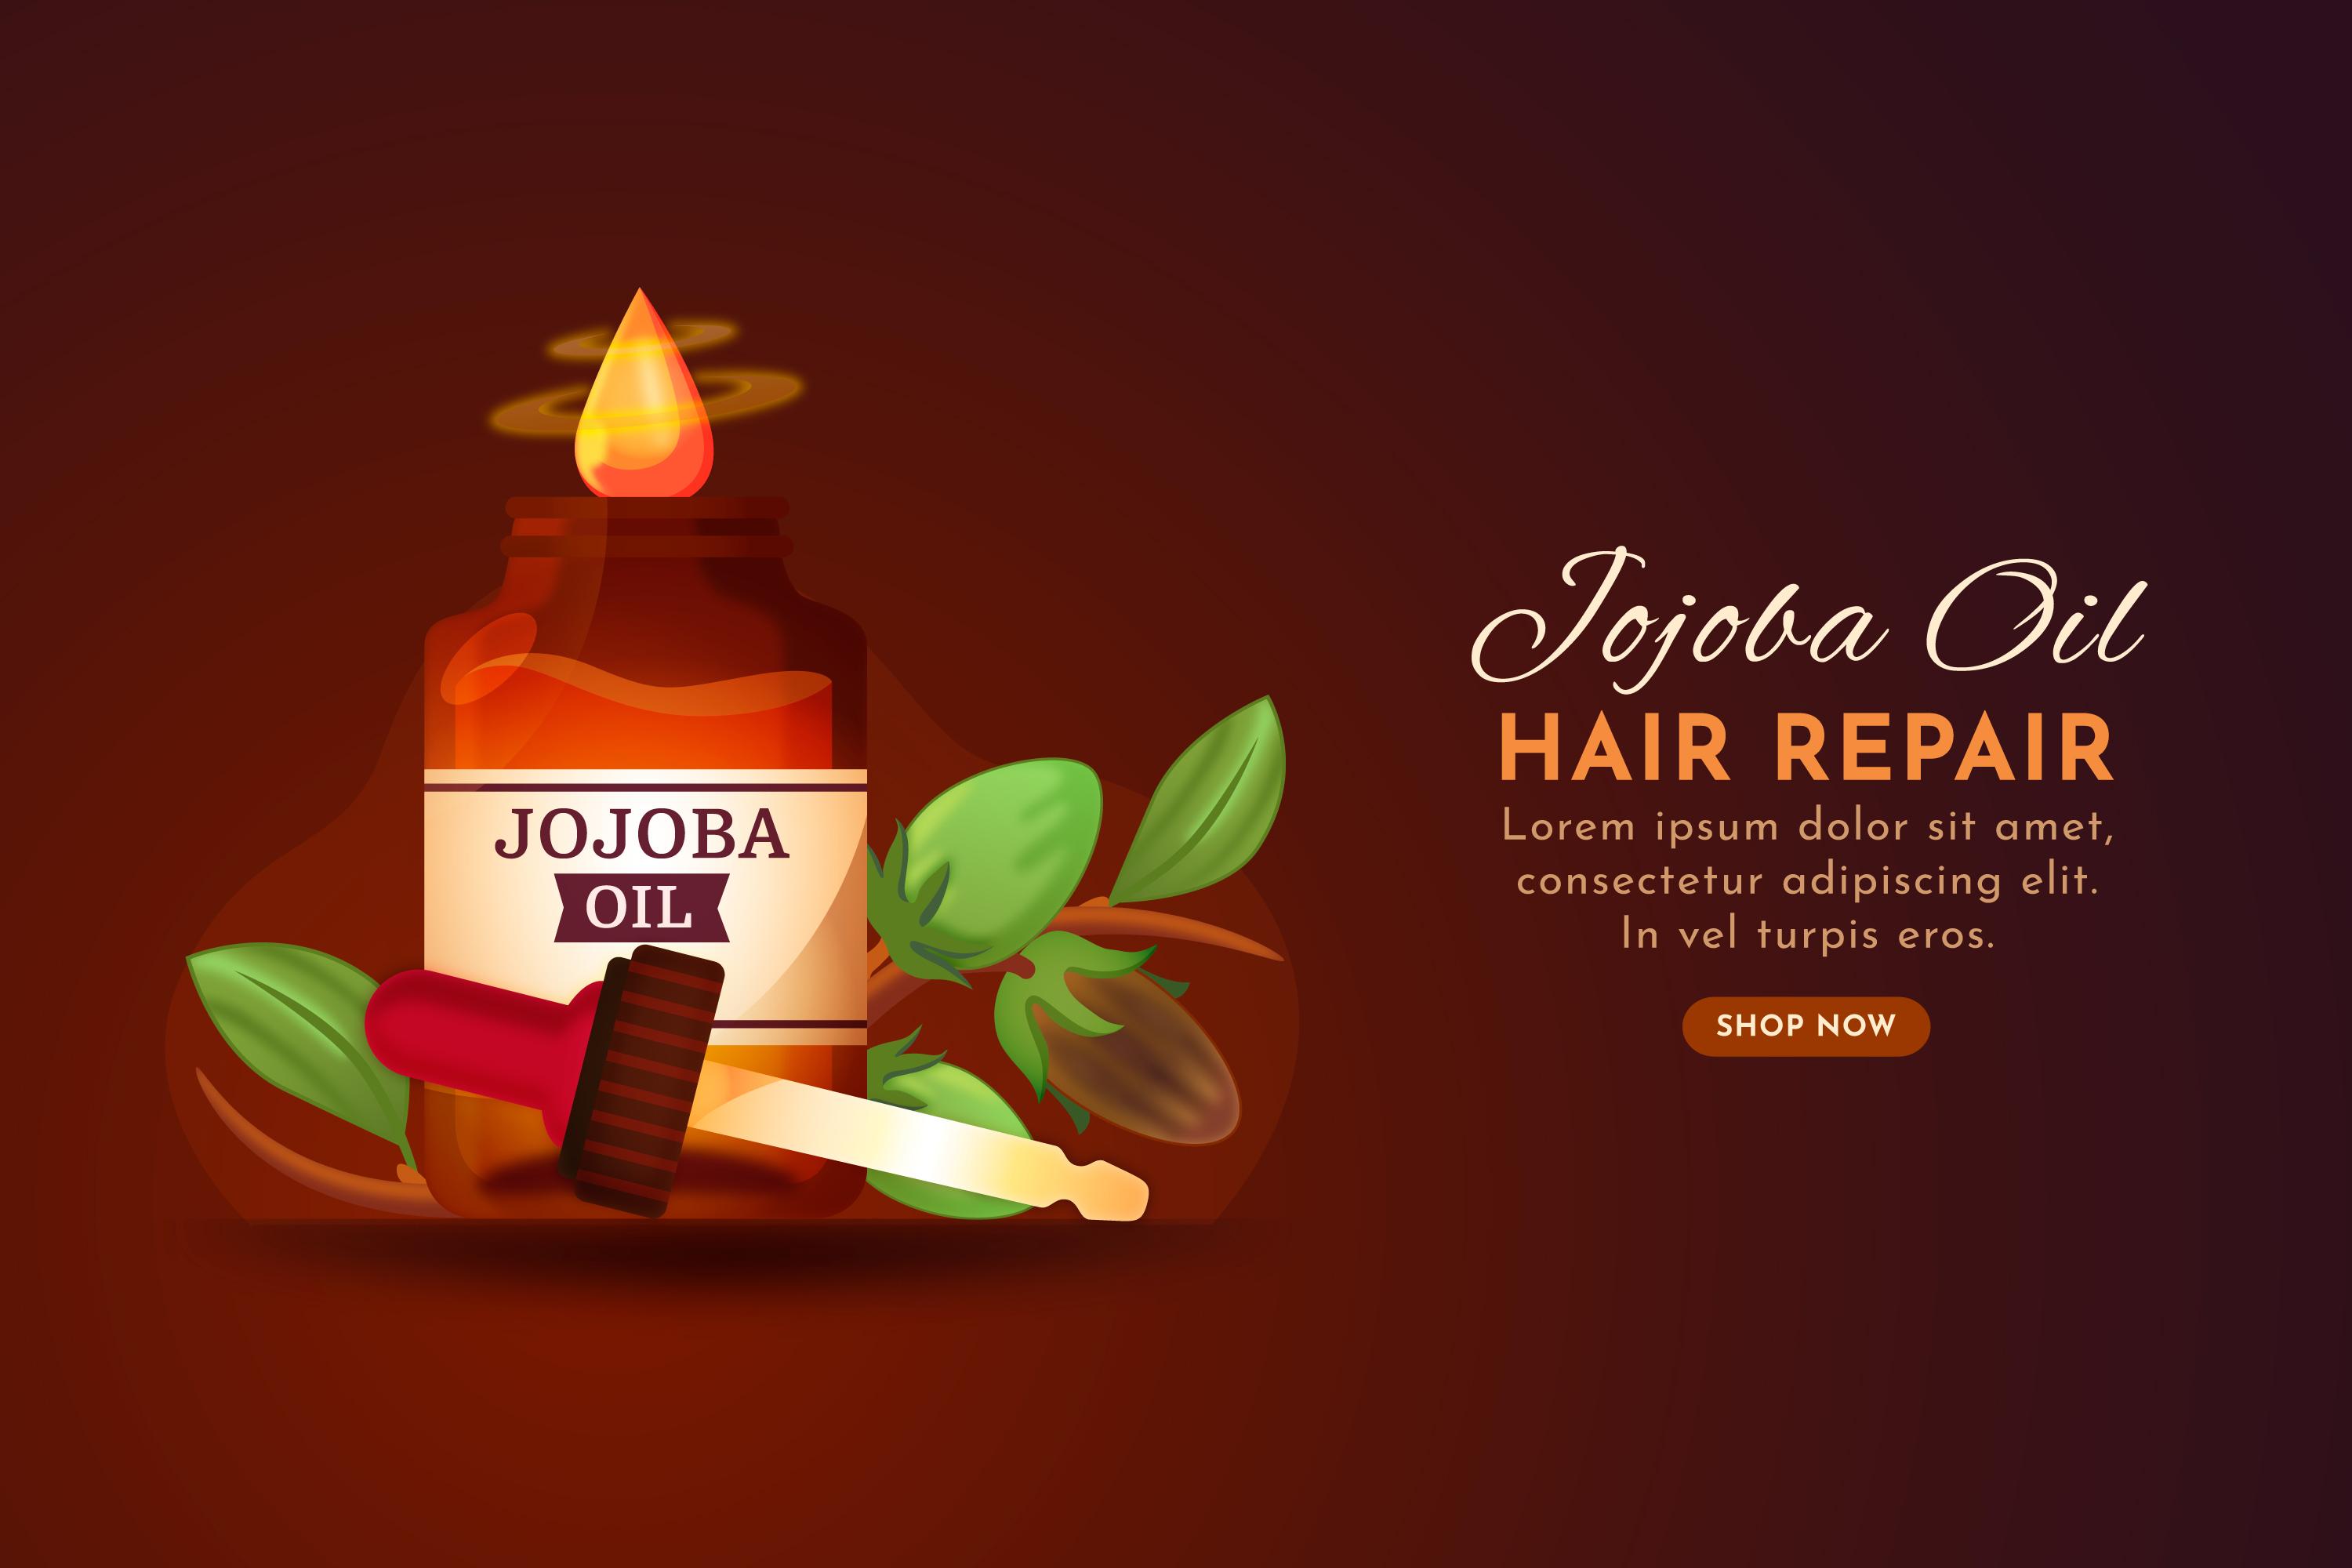 JOJOBA
OIL
Jojoba Oil
HAIR REPAIR
Lorem ipsum dolor sit amet,
consectetur adipiscing elit.
In vel turpis eros.
SHOP NOW